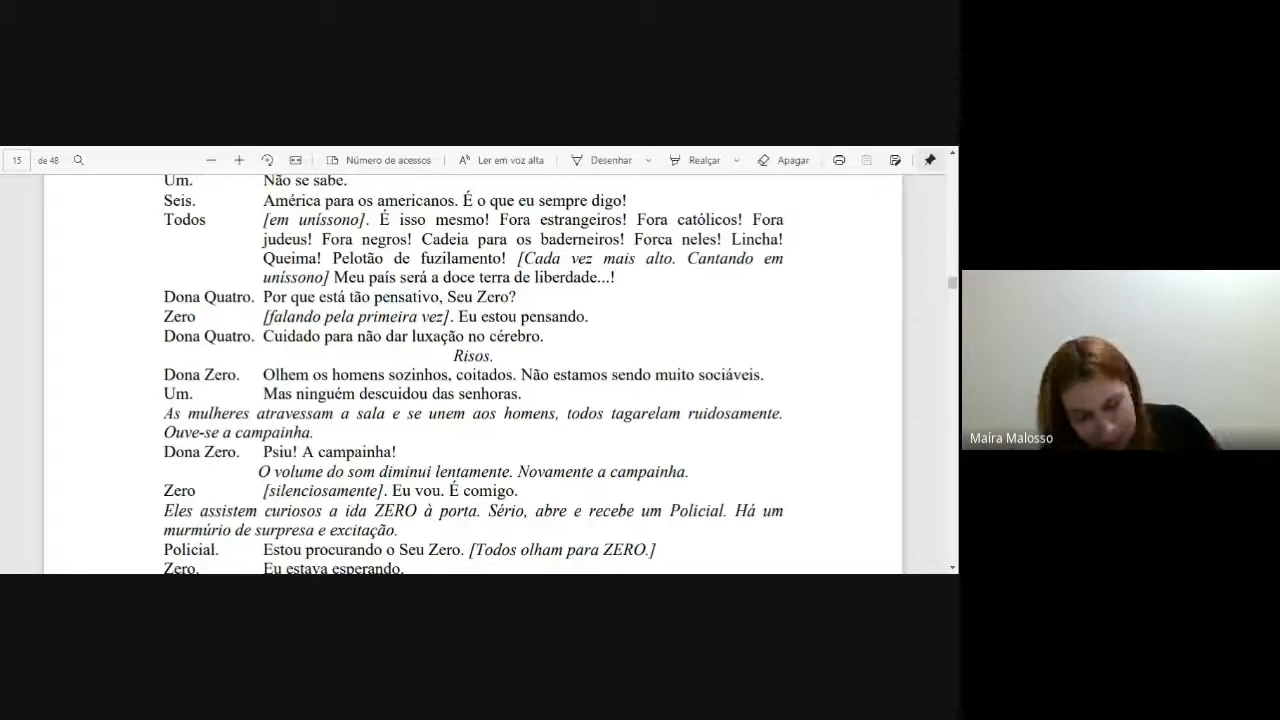 15 de 48 Número de acessos Ler em voz alta Desenhar Realçar Apagar
Um. Não se sabe.
Seis. América para os americanos. É o que eu sempre digo!
Todos [em uníssono]. É isso mesmo! Fora estrangeiros! Fora católicos! Fora
judeus! Fora negros! Cadeia para os baderneiros! Forca neles! Lincha!
Queima! Pelotão de fuzilamento! [Cada vez mais alto. Cantando em
uníssono] Meu país será a doce terra de liberdade...!
Dona Quatro. Por que está tão pensativo, Seu Zero?
Zero [falando pela primeira vez]. Eu estou pensando.
Dona Quatro. Cuidado para não dar luxação no cérebro.
Risos.
Dona Zero. Olhem os homens sozinhos, coitados. Não estamos sendo muito sociáveis.
Um. Mas ninguém descuidou das senhoras.
As mulheres atravessam a sala e se unem aos homens, todos tagarelam ruidosamente.
Ouve-se a campainha.
Dona Zero. Psiu! A campainha!
O volume do som diminui lentamente. Novamente a campainha.
Zero [silenciosamente]. Eu vou. É comigo.
Eles assistem curiosos a ida ZERO à porta. Sério, abre e recebe um Policial. Há um
murmúrio de surpresa e excitação.
Policial. Estou procurando o Seu Zero. [Todos olham para ZERO.]
Zero. Eu estava esperando.
Maíra Malosso